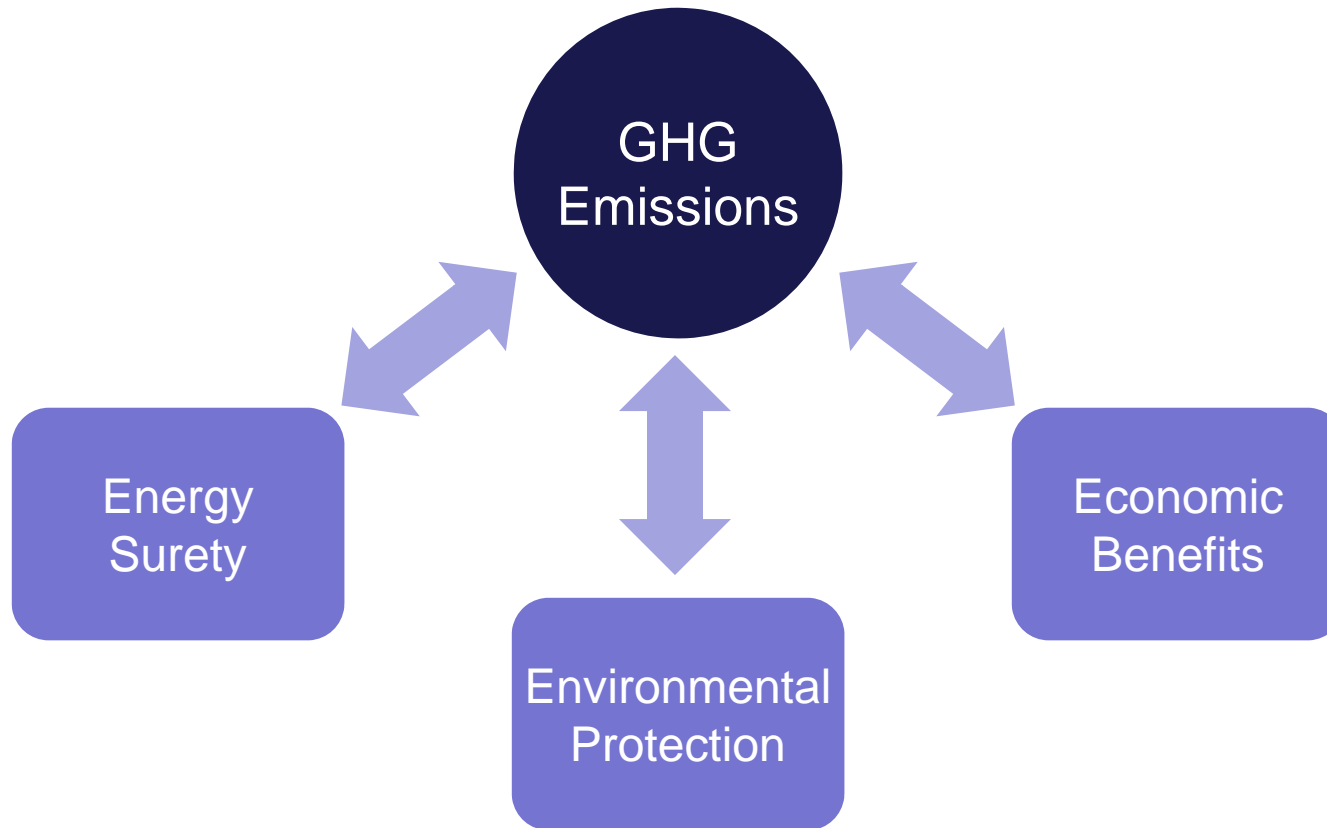 GHG
Emissions
Energy
Surety
Economic
Benefits
Environmental
Protection